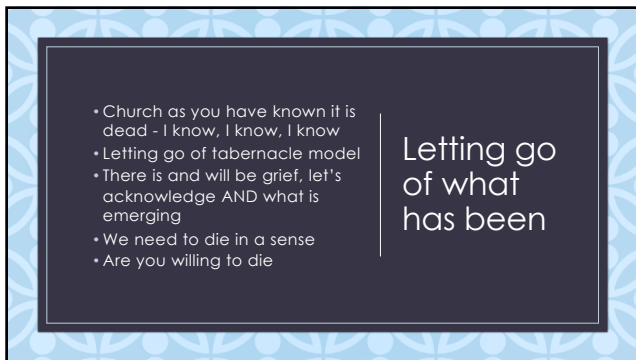 • Church as you have known it is
dead - I know, I know, I know
• Letting go of tabernacle model
• There is and will be grief, let's
acknowledge AND what is
emerging
• We need to die in a sense
• Are you willing to die
Letting go
of what
has been